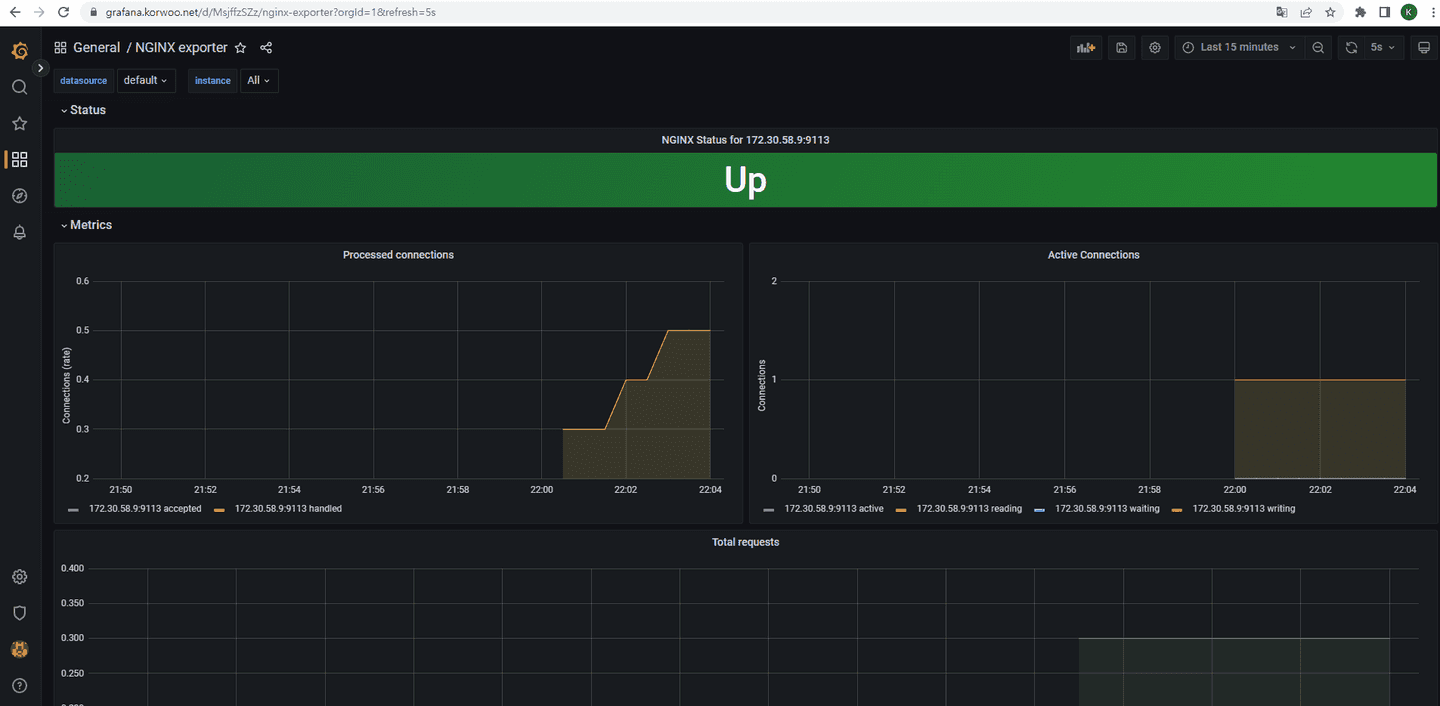 grafana.korwoo.net/d/MsjffzSZz/nginx-exporter?orgId=1&refresh=5s
K
General / NGINX exporter
Last 15 minutes
5s
datasource default instance All
Status
NGINX Status for 172.30.58.9:9113
Up
Metrics
Processed connections
0.6
0.5
0.4
0.3
0.2
Connections (rate)
21:50 21:52 21:54 21:56 21:58 22:00 22:02 22:04
172.30.58.9:9113 accepted 172.30.58.9:9113 handled
Active Connections
2
1
0
Connections
21:50 21:52 21:54 21:56 21:58 22:00 22:02 22:04
172.30.58.9:9113 active 172.30.58.9:9113 reading 172.30.58.9:9113 waiting 172.30.58.9:9113 writing
Total requests
0.400
0.350
0.300
0.250